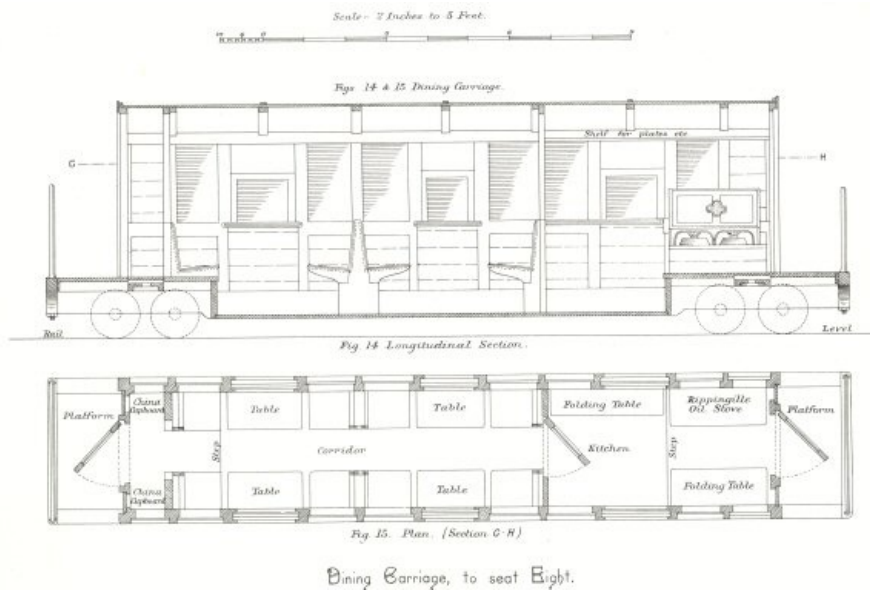 Scale - 2 Inches to 5 Feet.
Figs 14 & 15 Dining Carriage.
Shelf for plates etc
G
H
Rail
Level
Fig. 14 Longitudinal Section.
Platform
China Cupboard
Table
Table
Folding Table
Rippingille Oil Stove
Platform
Step
Corridor
Kitchen
Step
China Cupboard
Table
Table
Folding Table
Fig. 15. Plan. (Section G-H)
Dining Carriage, to seat Eight.